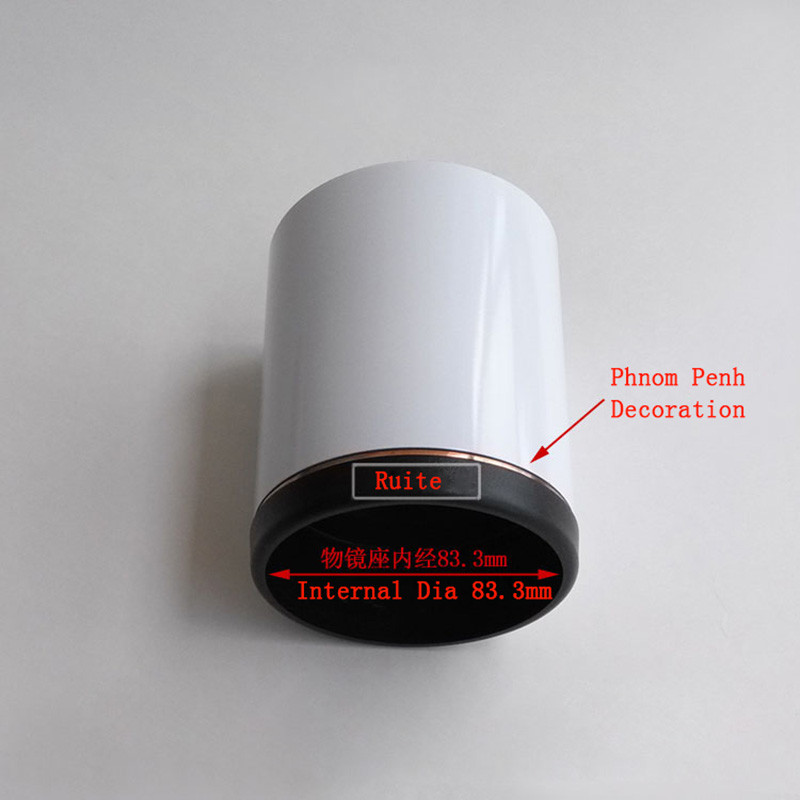 Phnom Penh
Decoration
Ruite
物镜座内经83.3mm
Internal Dia 83.3mm